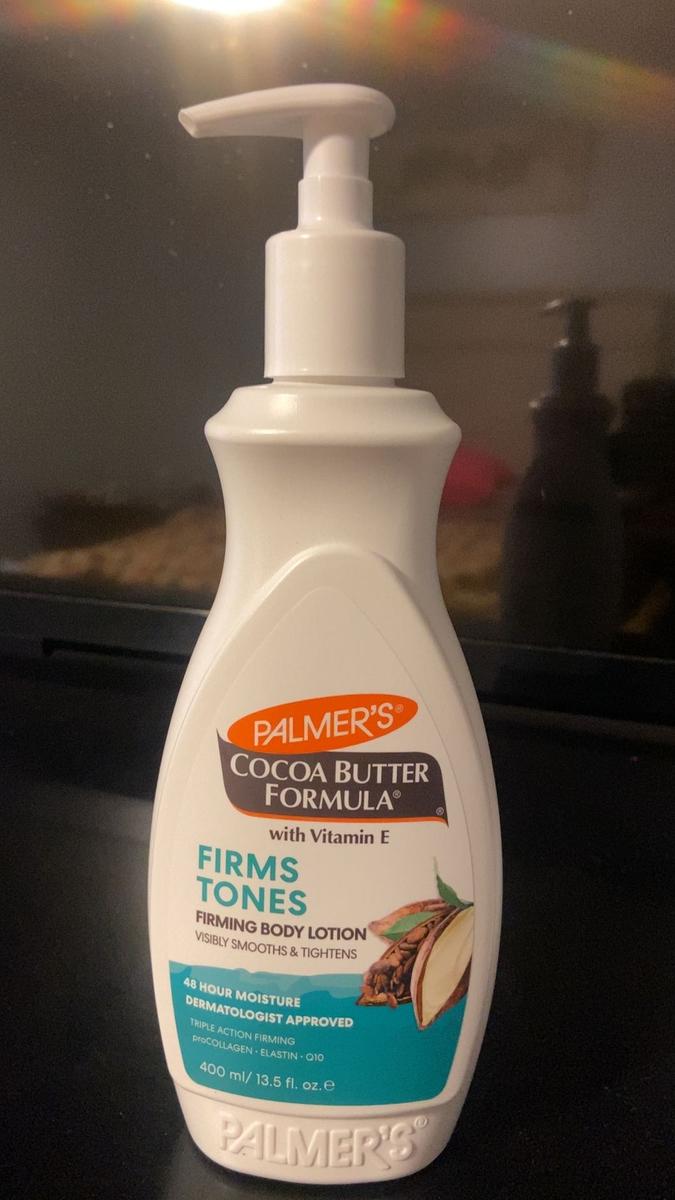 PALMER'S®
COCOA BUTTER
FORMULA®
®
with Vitamin E
FIRMS
TONES
FIRMING BODY LOTION
VISIBLY SMOOTHS & TIGHTENS
48 HOUR MOISTURE
DERMATOLOGIST APPROVED
TRIPLE ACTION FIRMING
proCOLLAGEN · ELASTIN · Q10
400 ml/ 13.5 fl. oz. ℮
PALMER'S®